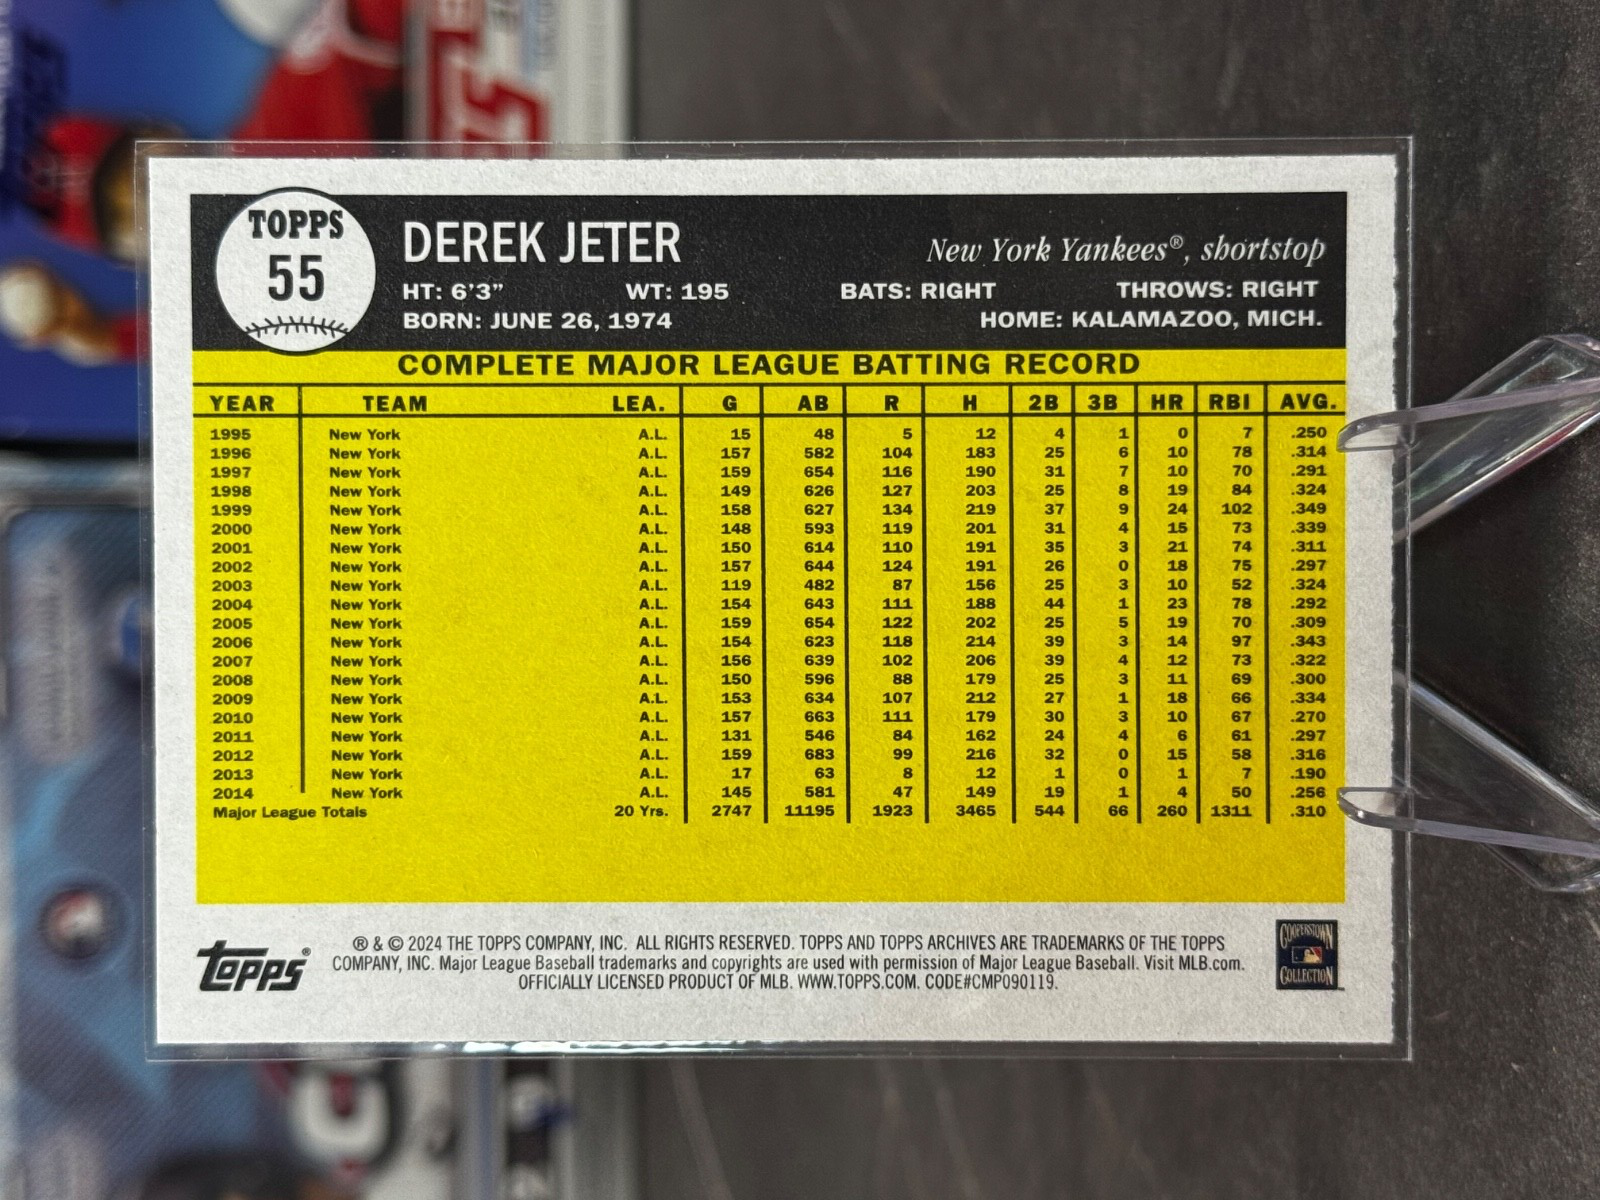 TOPPS
55
DEREK JETER
New York Yankees®, shortstop
HT: 6'3" WT: 195 BATS: RIGHT THROWS: RIGHT
BORN: JUNE 26, 1974 HOME: KALAMAZOO, MICH.
COMPLETE MAJOR LEAGUE BATTING RECORD
YEAR TEAM LEA. G AB R H 2B 3B HR RBI AVG.
1995 New York A.L. 15 48 5 12 4 1 0 7 .250
1996 New York A.L. 157 582 104 183 25 6 10 78 .314
1997 New York A.L. 159 654 116 190 31 7 10 70 .291
1998 New York A.L. 149 626 127 203 25 8 19 84 .324
1999 New York A.L. 158 627 134 219 37 9 24 102 .349
2000 New York A.L. 148 593 119 201 31 4 15 73 .339
2001 New York A.L. 150 614 110 191 35 3 21 74 .311
2002 New York A.L. 157 644 124 191 26 0 18 75 .297
2003 New York A.L. 119 482 87 156 25 3 10 52 .324
2004 New York A.L. 154 643 111 188 44 1 23 78 .292
2005 New York A.L. 159 654 122 202 25 5 19 70 .309
2006 New York A.L. 154 623 118 214 39 3 14 97 .343
2007 New York A.L. 156 639 102 206 39 4 12 73 .322
2008 New York A.L. 150 596 88 179 25 3 11 69 .300
2009 New York A.L. 153 634 107 212 27 1 18 66 .334
2010 New York A.L. 157 663 111 179 30 3 10 67 .270
2011 New York A.L. 131 546 84 162 24 4 6 61 .297
2012 New York A.L. 159 683 99 216 32 0 15 58 .316
2013 New York A.L. 17 63 8 12 1 0 1 7 .190
2014 New York A.L. 145 581 47 149 19 1 4 50 .256
Major League Totals 20 Yrs. 2747 11195 1923 3465 544 66 260 1311 .310
Topps®
® & © 2024 THE TOPPS COMPANY, INC. ALL RIGHTS RESERVED. TOPPS AND TOPPS ARCHIVES ARE TRADEMARKS OF THE TOPPS
COMPANY, INC. Major League Baseball trademarks and copyrights are used with permission of Major League Baseball. Visit MLB.com.
OFFICIALLY LICENSED PRODUCT OF MLB. WWW.TOPPS.COM. CODE#CMP090119.
COOPERSTOWN
COLLECTION